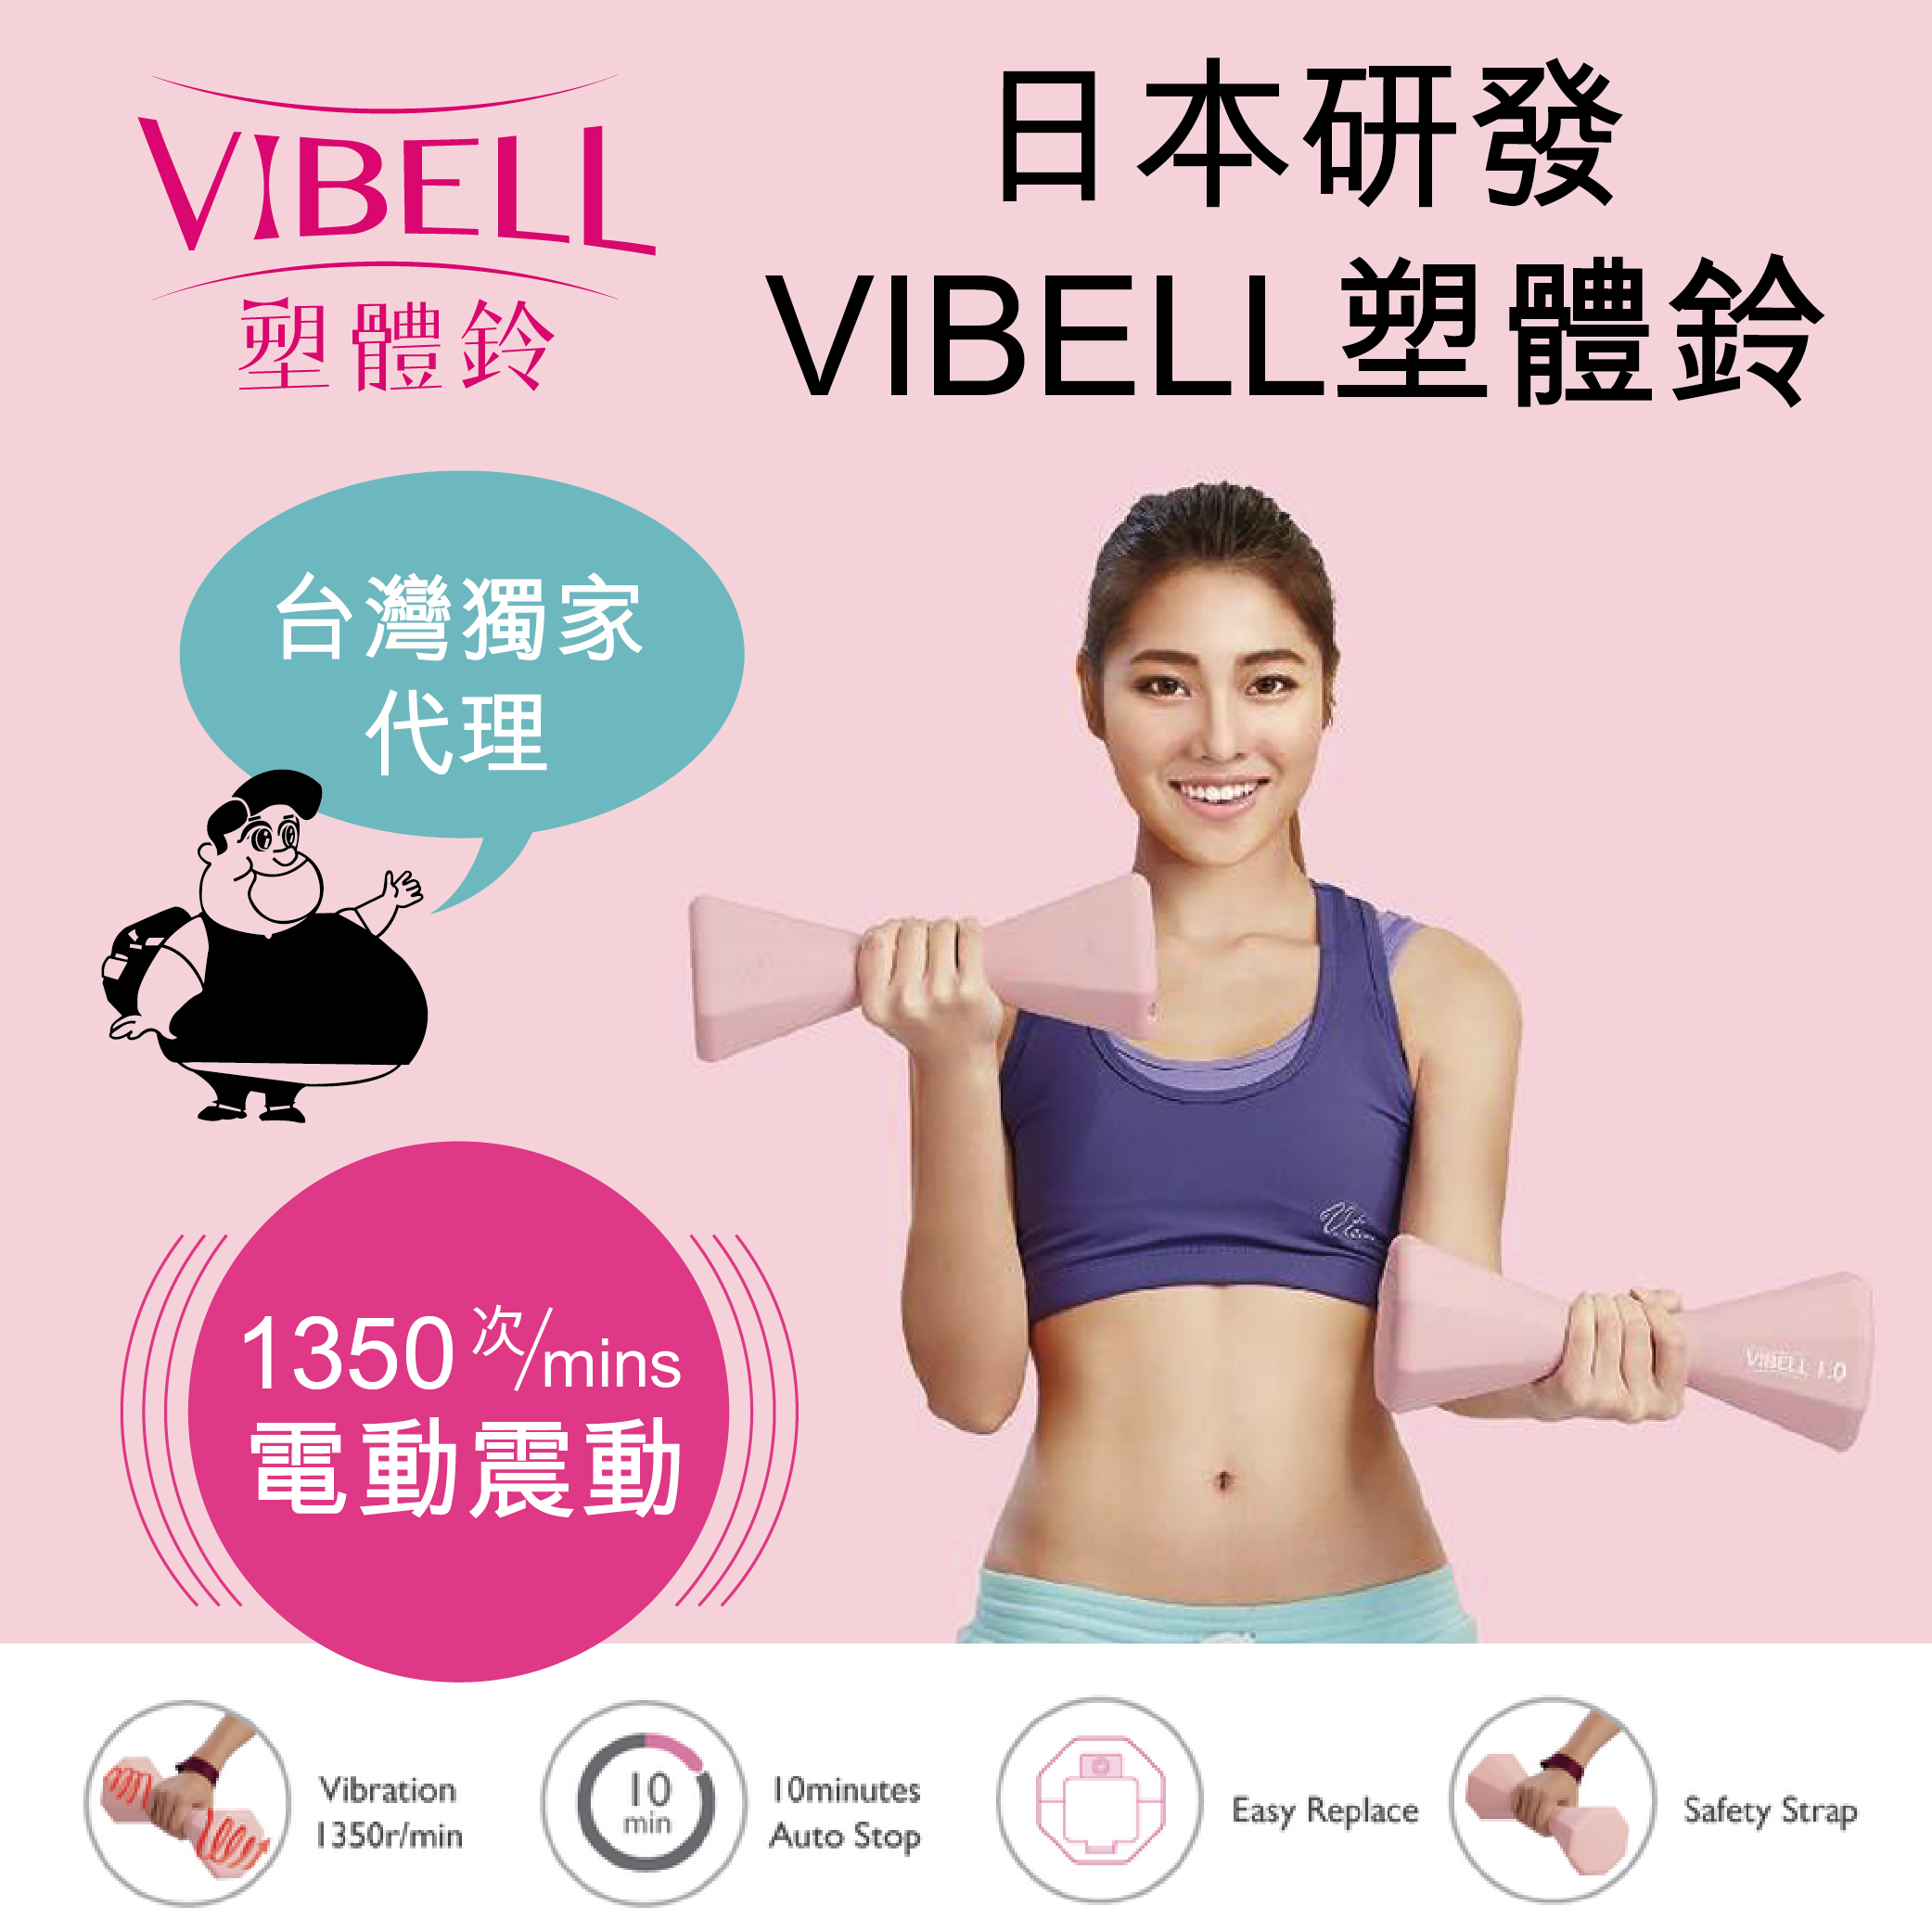 VIBELL
塑體鈴
日本研發
VIBELL塑體鈴
台灣獨家
代理
1350次/mins
電動震動
VIBELL 1.0
Vibration
1350r/min
10
min
10minutes
Auto Stop
Easy Replace
Safety Strap